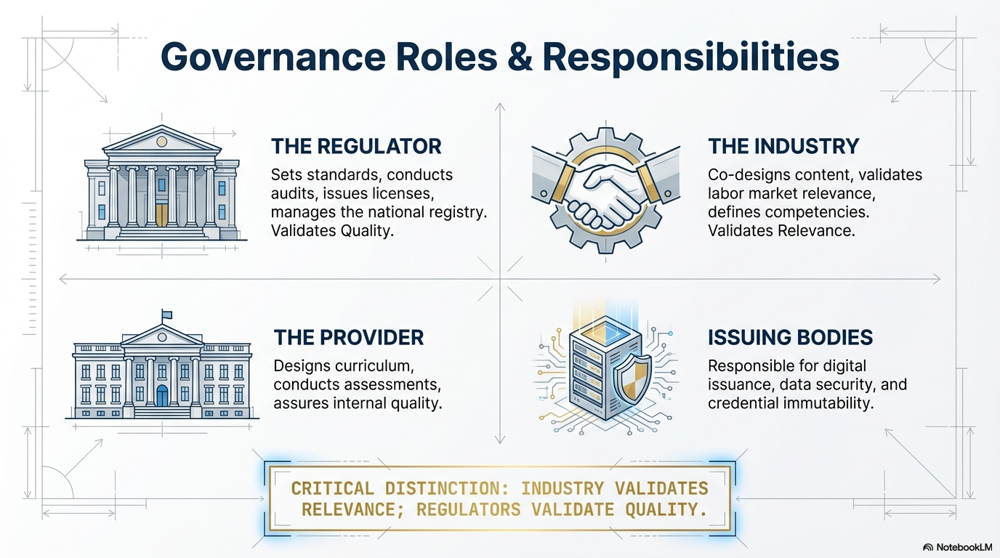 Governance Roles & Responsibilities
THE REGULATOR
Sets standards, conducts
audits, issues licenses,
manages the national registry.
Validates Quality.
THE INDUSTRY
Co-designs content, validates
labor market relevance,
defines competencies.
Validates Relevance.
THE PROVIDER
Designs curriculum,
conducts assessments,
assures internal quality.
ISSUING BODIES
Responsible for digital
issuance, data security, and
credential immutability.
CRITICAL DISTINCTION: INDUSTRY VALIDATES
RELEVANCE; REGULATORS VALIDATE QUALITY.
NotebookLM